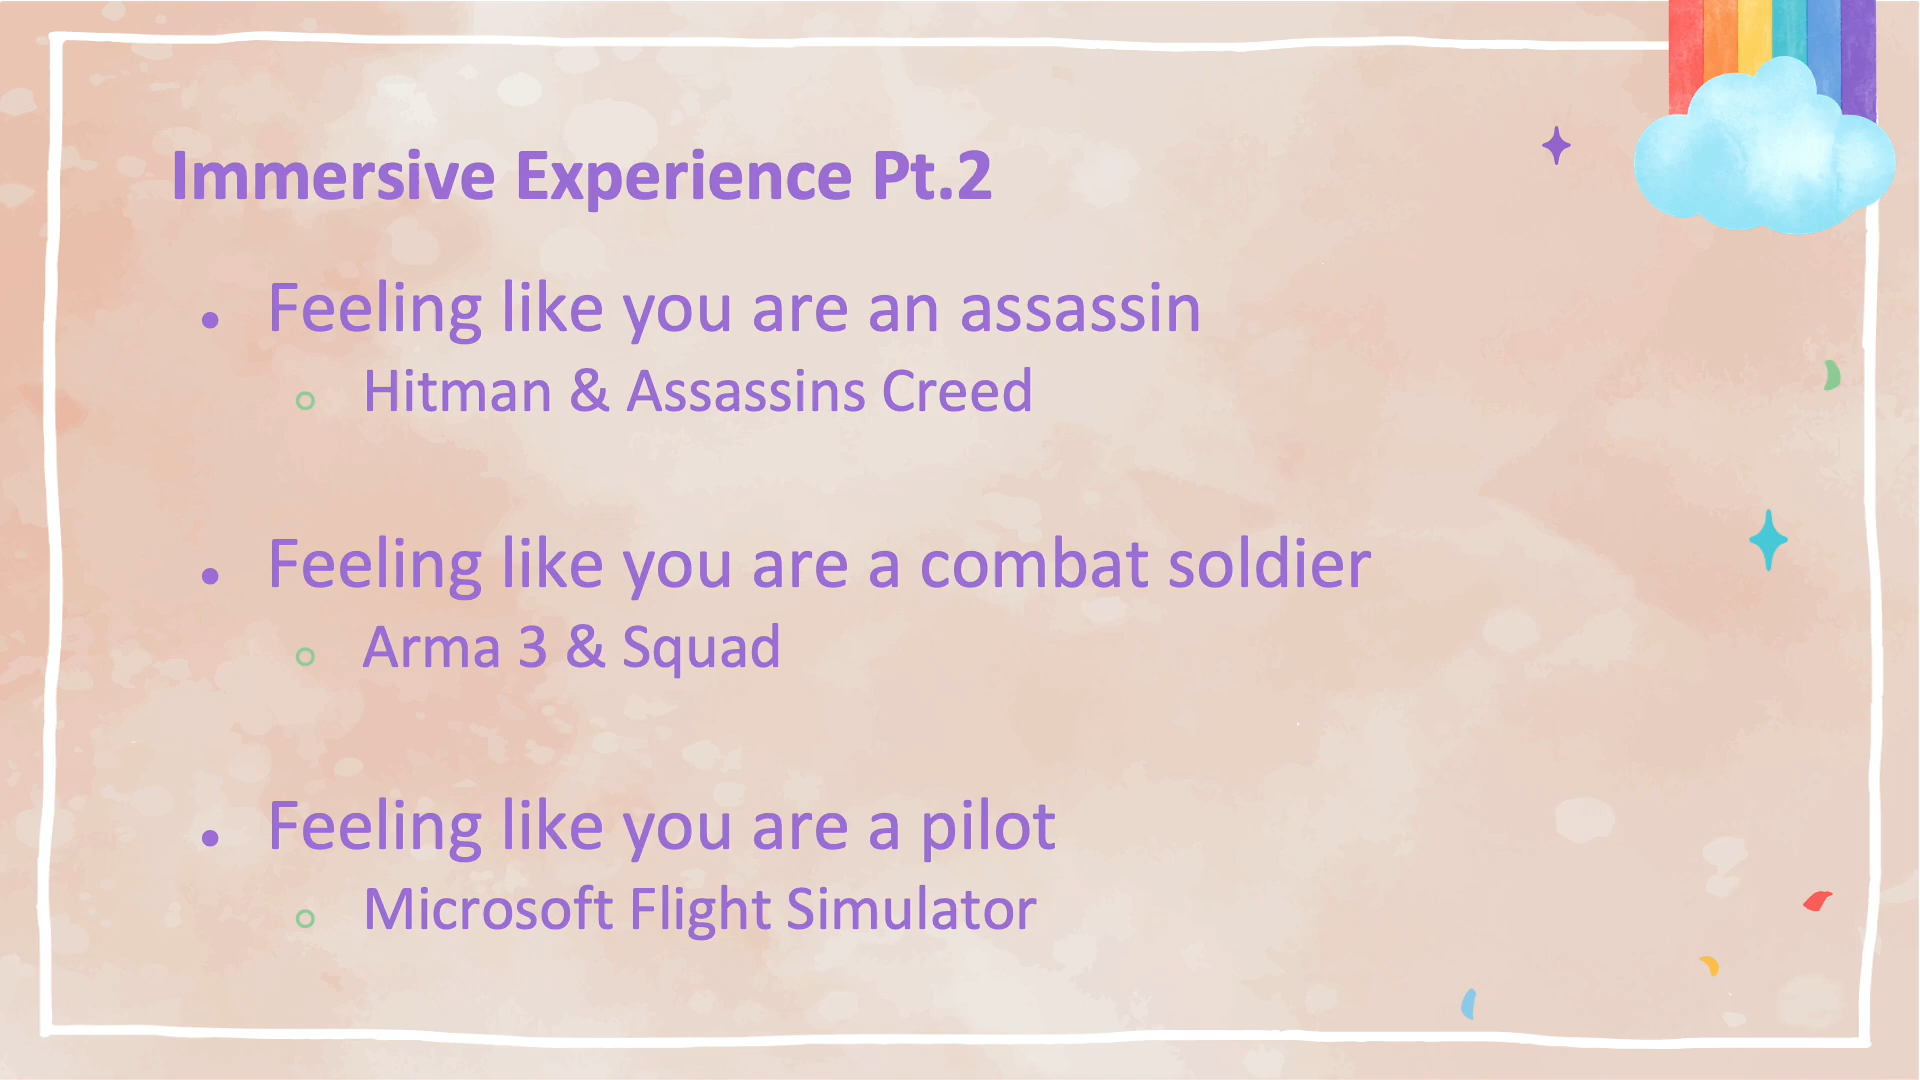 Immersive Experience Pt.2
Feeling like you are an assassin
Hitman & Assassins Creed
Feeling like you are a combat soldier
Arma 3 & Squad
Feeling like you are a pilot
Microsoft Flight Simulator